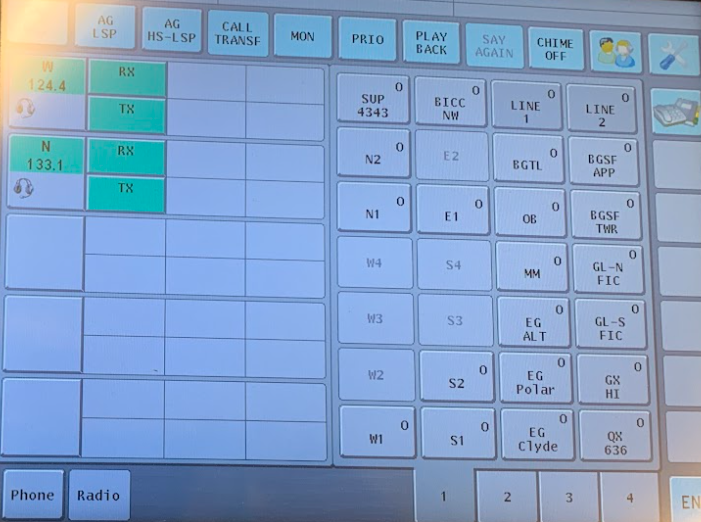 AG
LSP
AG
HS-LSP
CALL
TRANSF
MON
PRIO
PLAY
BACK
SAY
AGAIN
CHIME
OFF
W
124.4
RX
TX
N
133.1
RX
TX
0
SUP
4343
0
BICC
NW
0
LINE
1
0
LINE
2
0
N2
E2
0
BGTL
0
BGSF
APP
0
N1
0
E1
0
OB
0
BGSF
TWR
W4
S4
0
MM
0
GL-N
FIC
W3
S3
0
EG
ALT
0
GL-S
FIC
W2
0
S2
0
EG
Polar
0
GX
HI
0
W1
0
S1
0
EG
Clyde
0
QX
636
Phone
Radio
1
2
3
4
EN